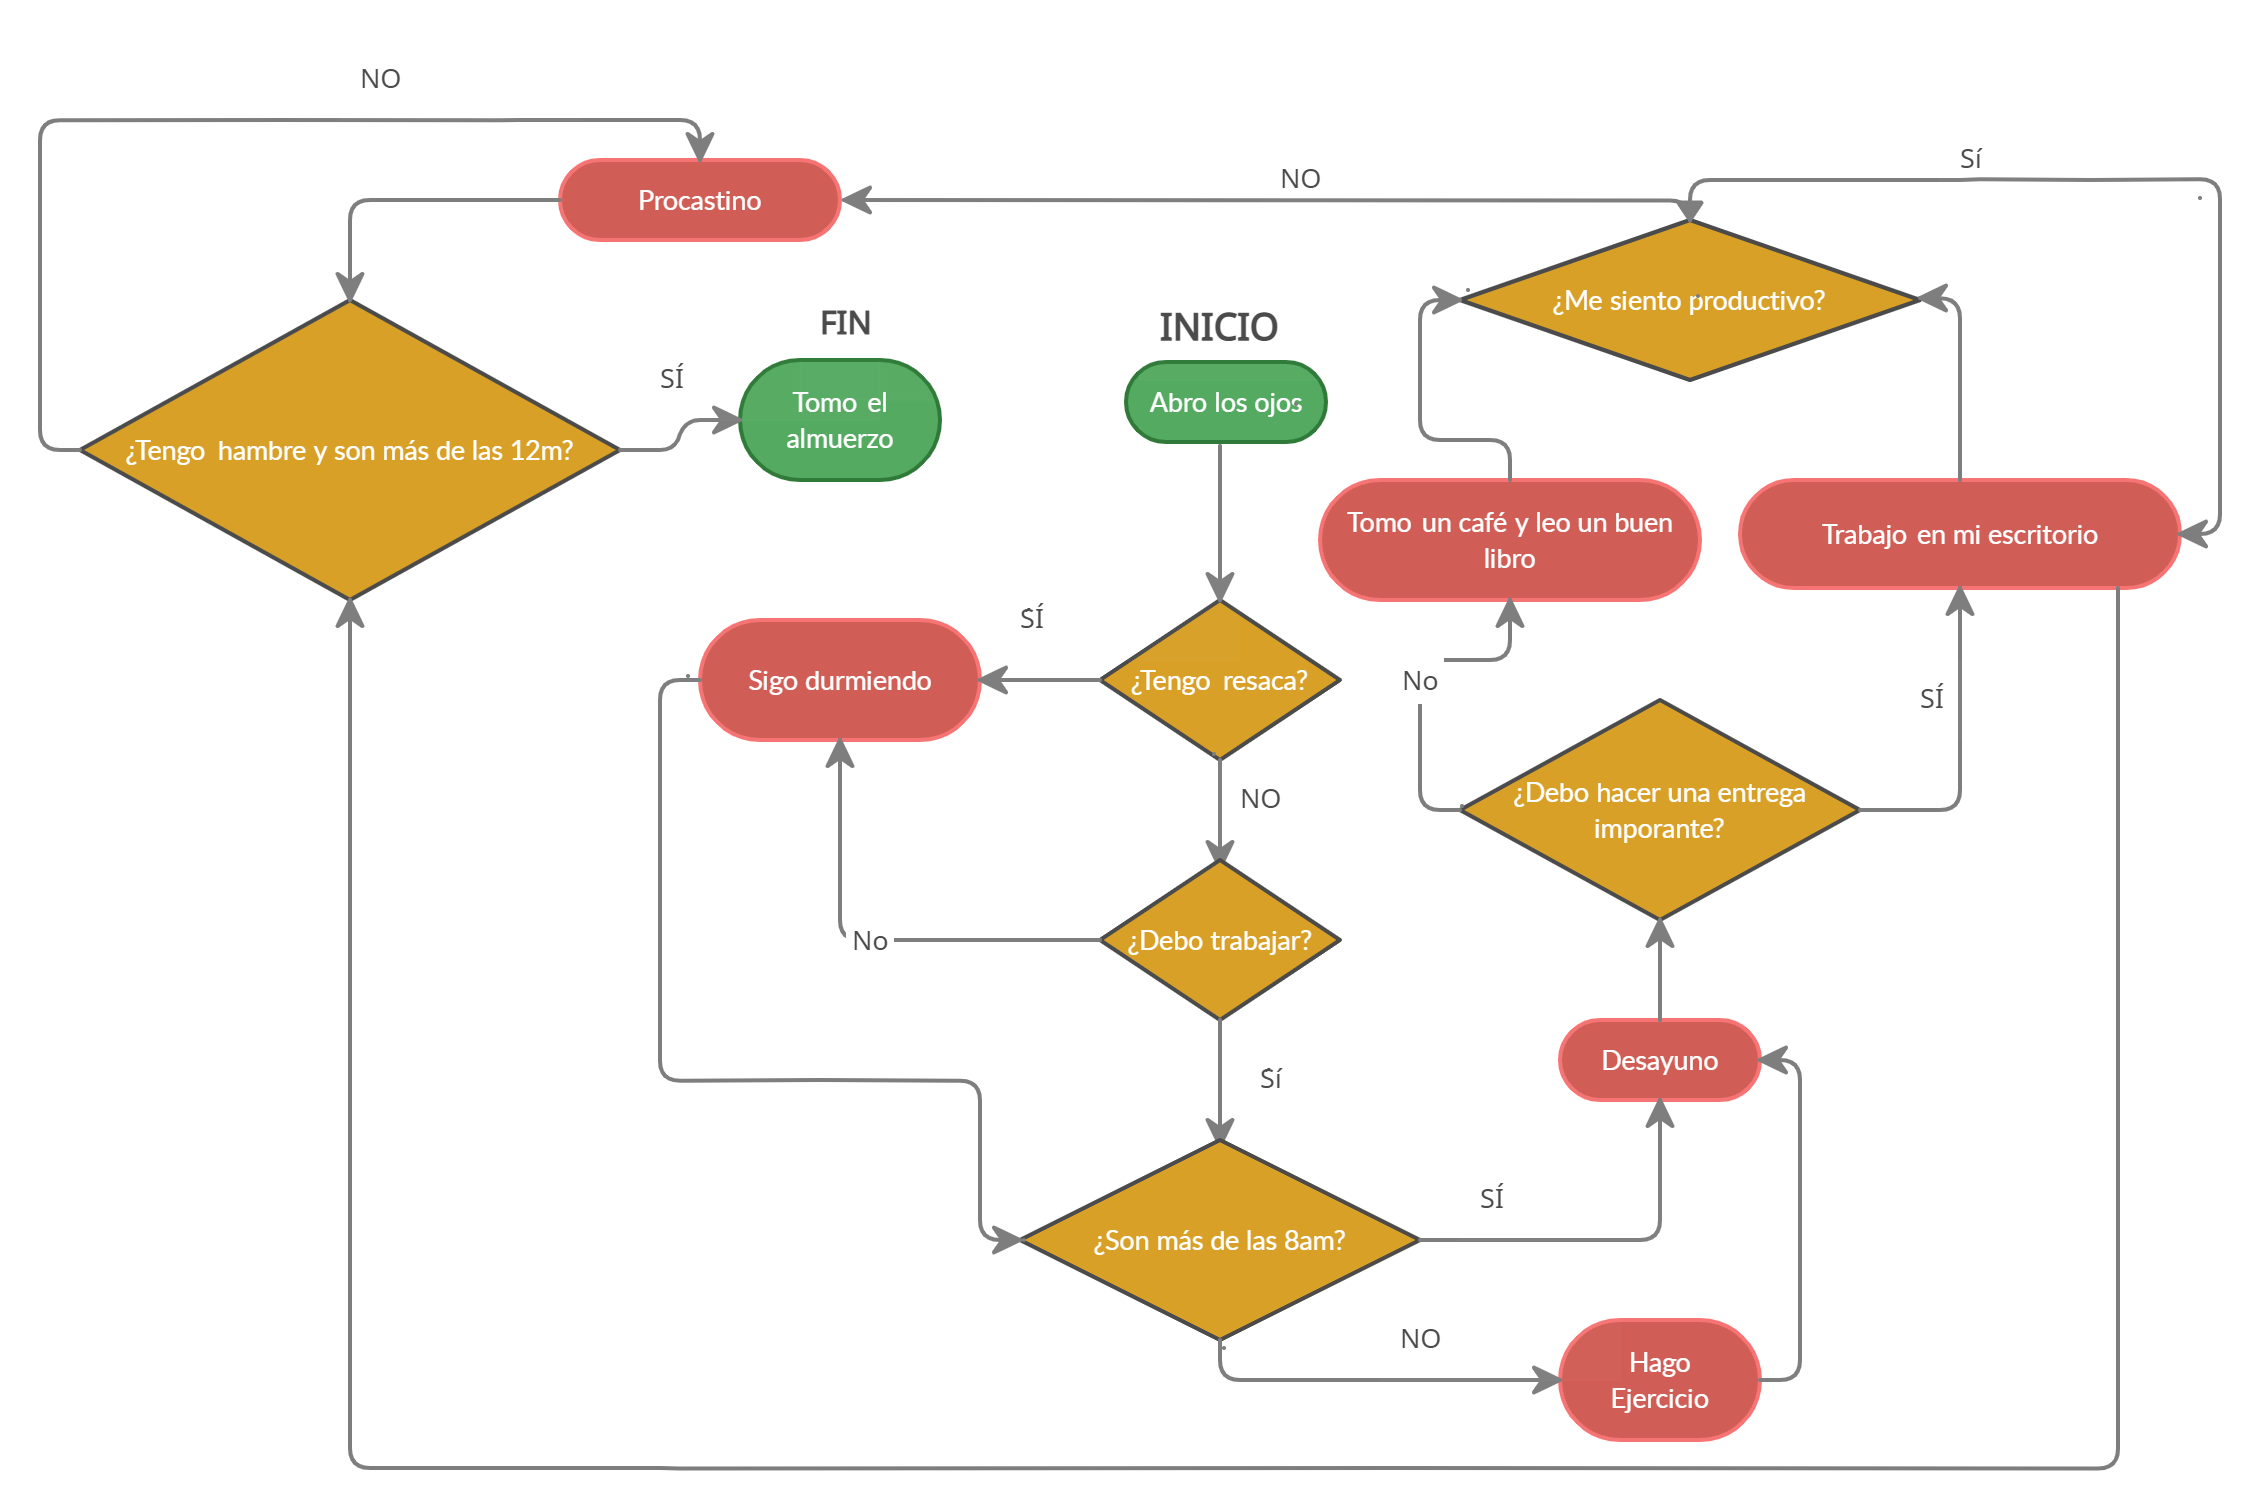 NO
Sí
NO
Procastino
¿Me siento productivo?
FIN
INICIO
SÍ
Tomo el
almuerzo
Abro los ojos
¿Tengo hambre y son más de las 12m?
Tomo un café y leo un buen
libro
Trabajo en mi escritorio
SÍ
Sigo durmiendo
¿Tengo resaca?
No
SÍ
NO
¿Debo hacer una entrega
imporante?
No
¿Debo trabajar?
Sí
Desayuno
SÍ
¿Son más de las 8am?
NO
Hago
Ejercicio